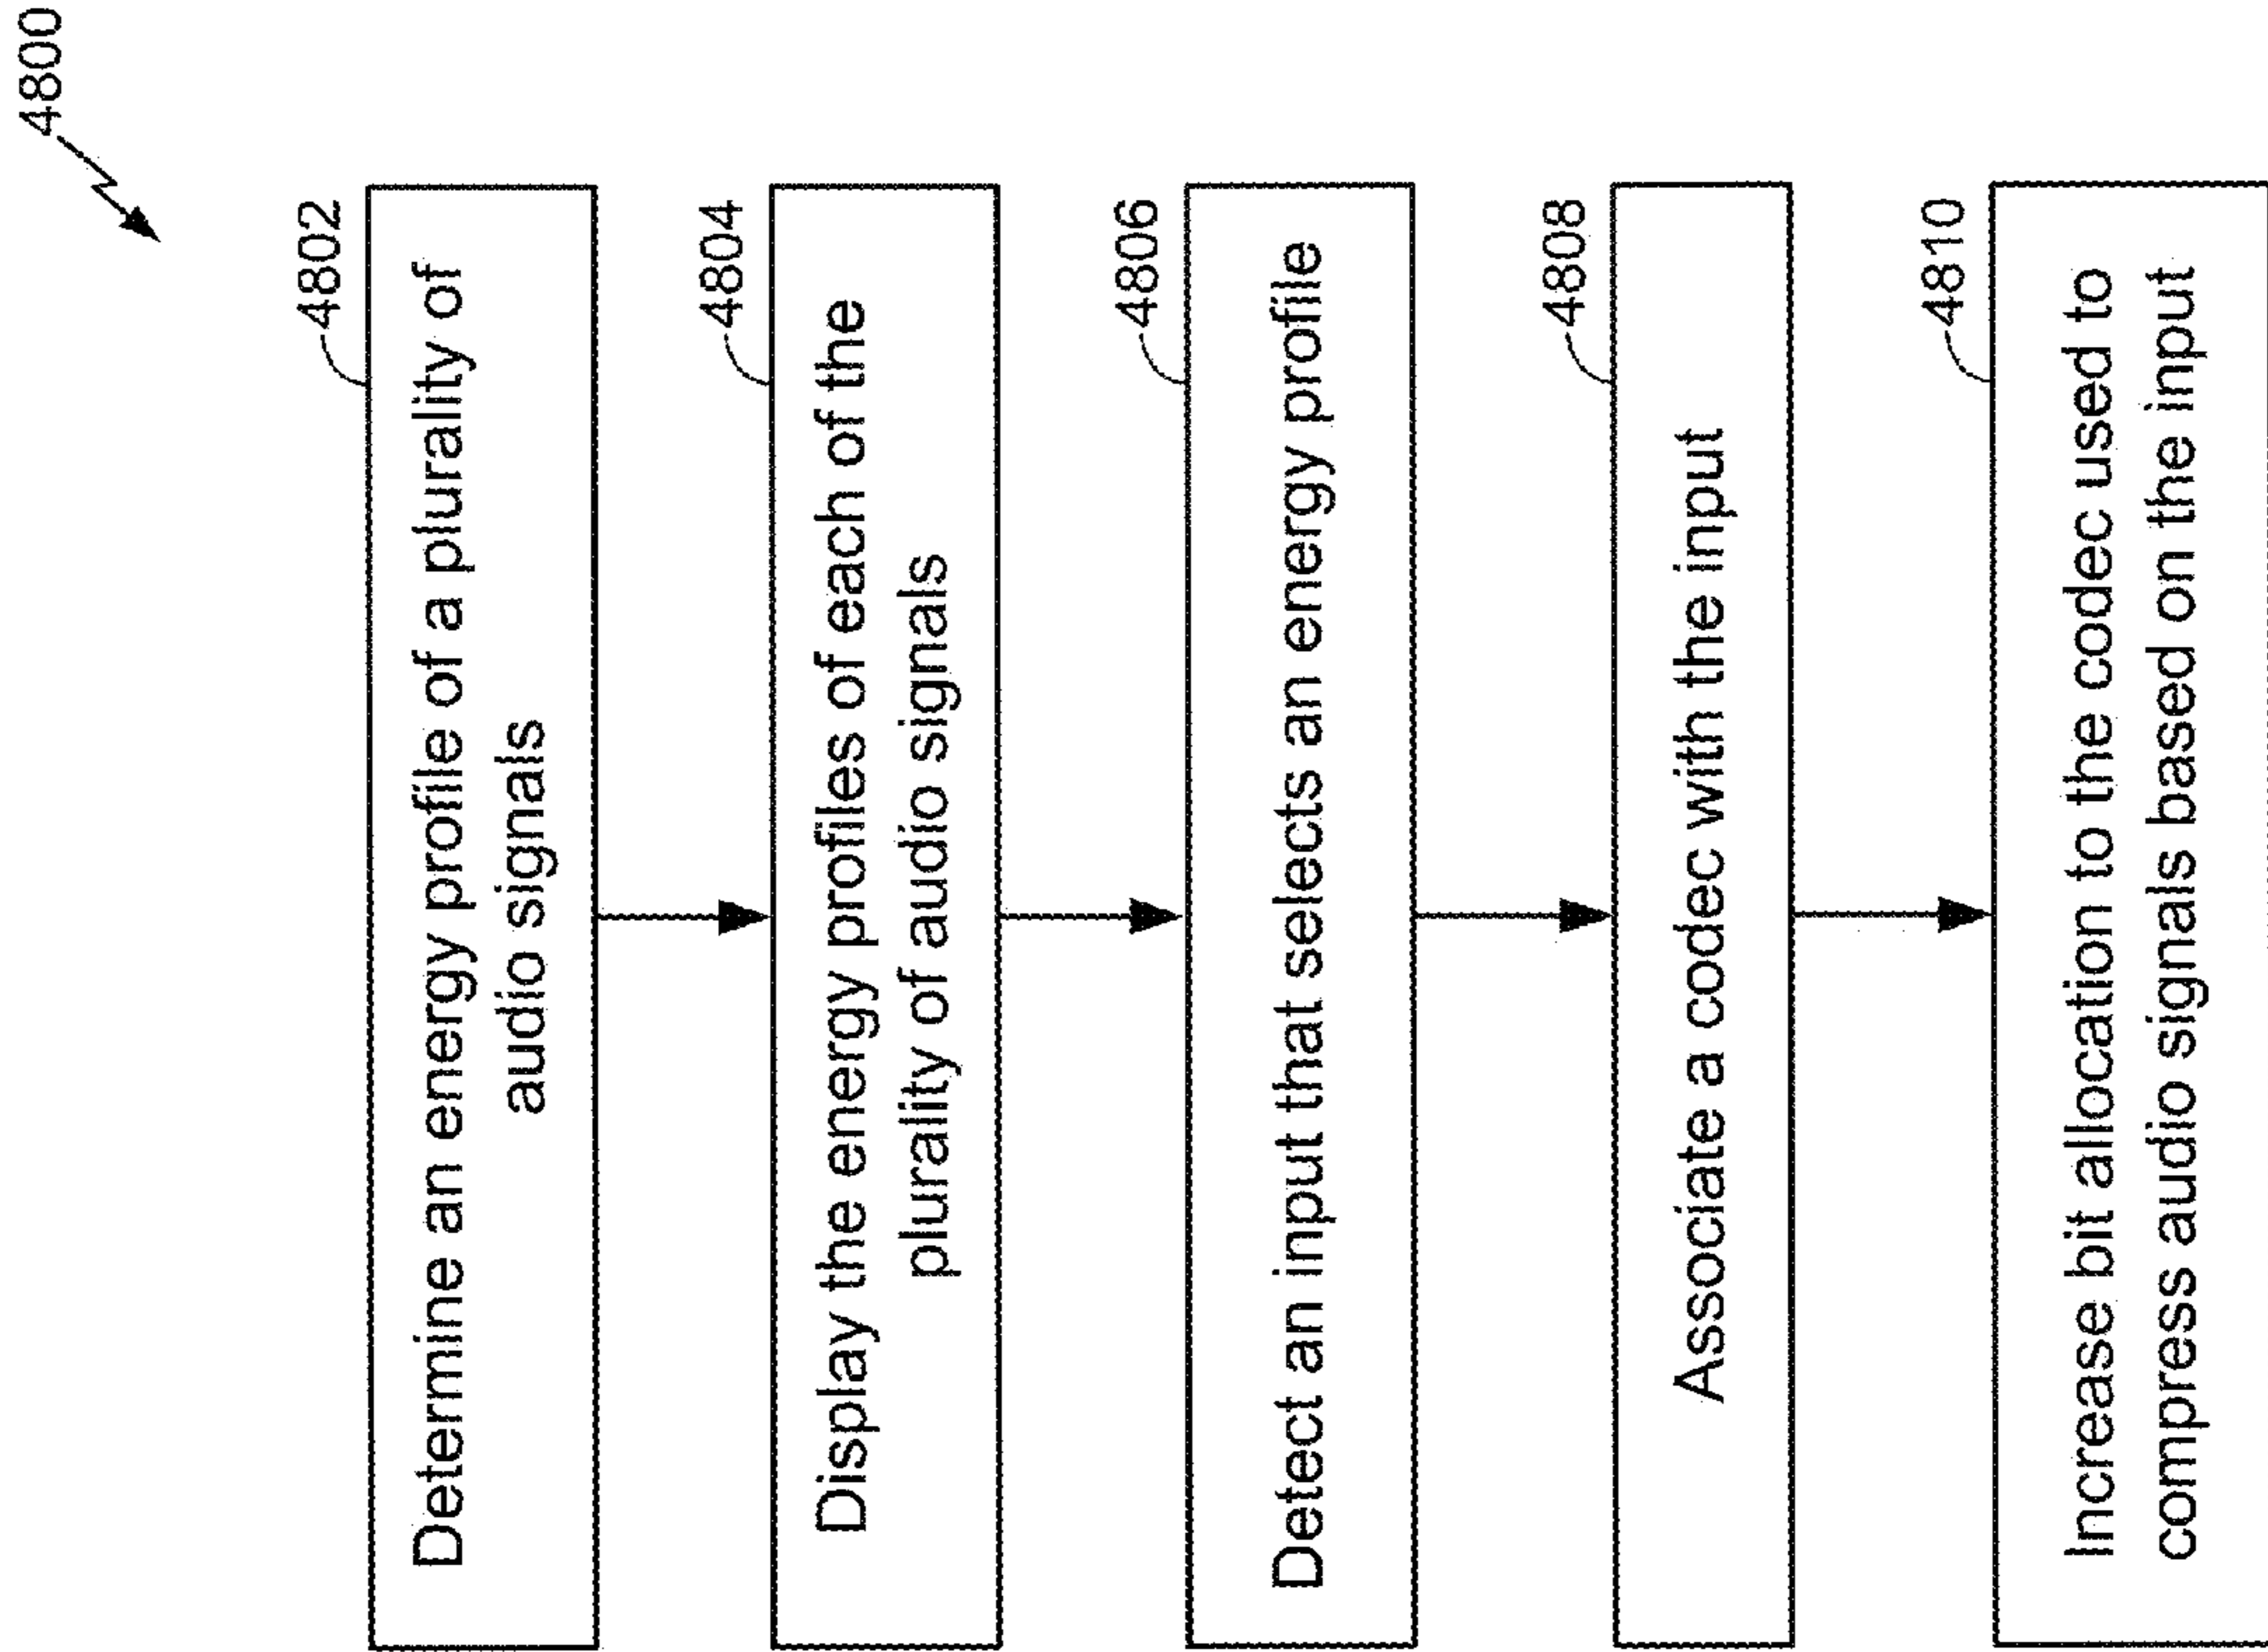 4800
4802
Determine an energy profile of a plurality of
audio signals
4804
Display the energy profiles of each of the
plurality of audio signals
4806
Detect an input that selects an energy profile
4808
Associate a codec with the input
4810
Increase bit allocation to the codec used to
compress audio signals based on the input